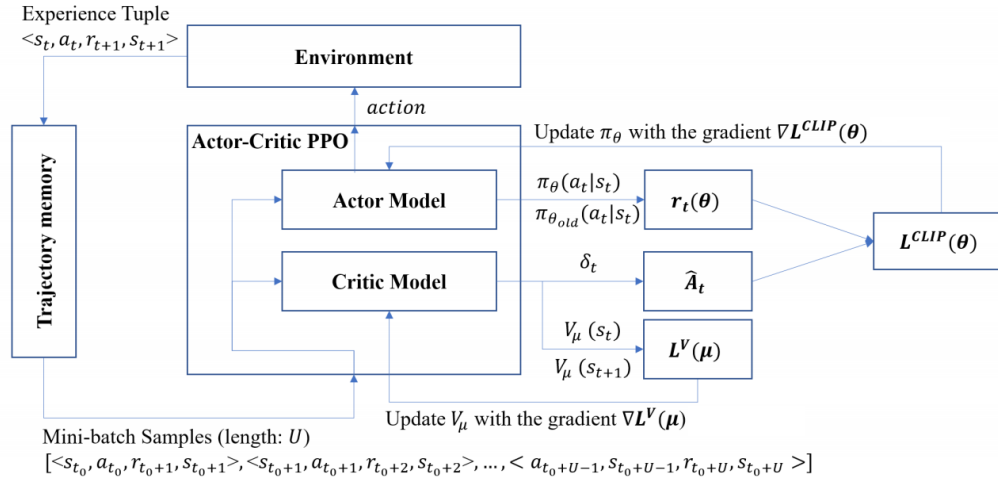 Experience Tuple
<s_t, a_t, r_{t+1}, s_{t+1}>
Environment
action
Actor-Critic PPO
Update π_θ with the gradient ∇L^{CLIP}(θ)
Trajectory memory
Actor Model
π_θ(a_t|s_t)
π_{θ_{old}}(a_t|s_t)
r_t(θ)
L^{CLIP}(θ)
Critic Model
δ_t
Â_t
V_μ(s_t)
V_μ(s_{t+1})
L^V(μ)
Update V_μ with the gradient ∇L^V(μ)
Mini-batch Samples (length: U)
[<s_{t_0}, a_{t_0}, r_{t_0+1}, s_{t_0+1}>, <s_{t_0+1}, a_{t_0+1}, r_{t_0+2}, s_{t_0+2}>, …, < a_{t_0+U−1}, s_{t_0+U−1}, r_{t_0+U}, s_{t_0+U} >]